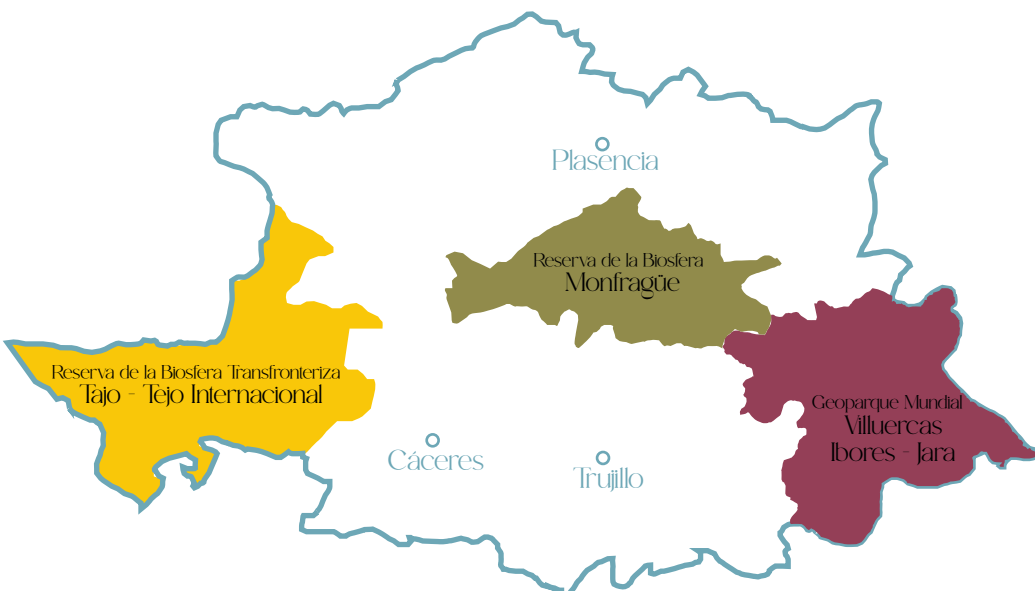 Plasencia
Reserva de la Biosfera
Monfragüe
Reserva de la Biosfera Transfronteriza
Tajo - Tejo Internacional
Geoparque Mundial
Villuercas
Ibores - Jara
Cáceres
Trujillo